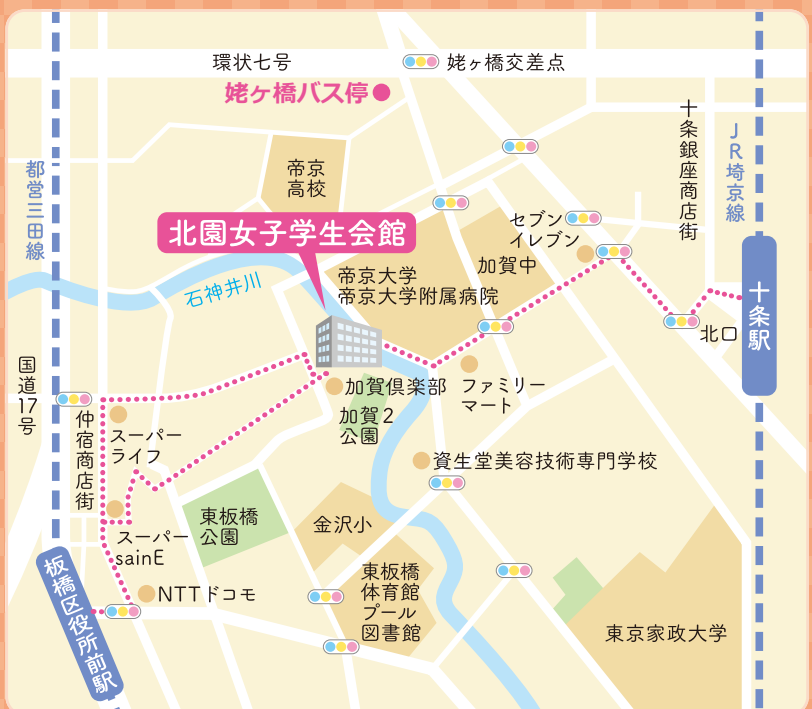 環状七号
姥ヶ橋交差点
姥ヶ橋バス停
十条銀座商店街
JR埼京線
都営三田線
帝京
高校
北園女子学生会館
セブン
イレブン
加賀中
石神井川
帝京大学
帝京大学附属病院
十条駅
北口
国道17号
仲宿商店街
スーパー
ライフ
加賀倶楽部
加賀2
公園
ファミリー
マート
資生堂美容技術専門学校
東板橋
公園
金沢小
スーパー
sainE
NTTドコモ
東板橋
体育館
プール
図書館
板橋区役所前駅
東京家政大学